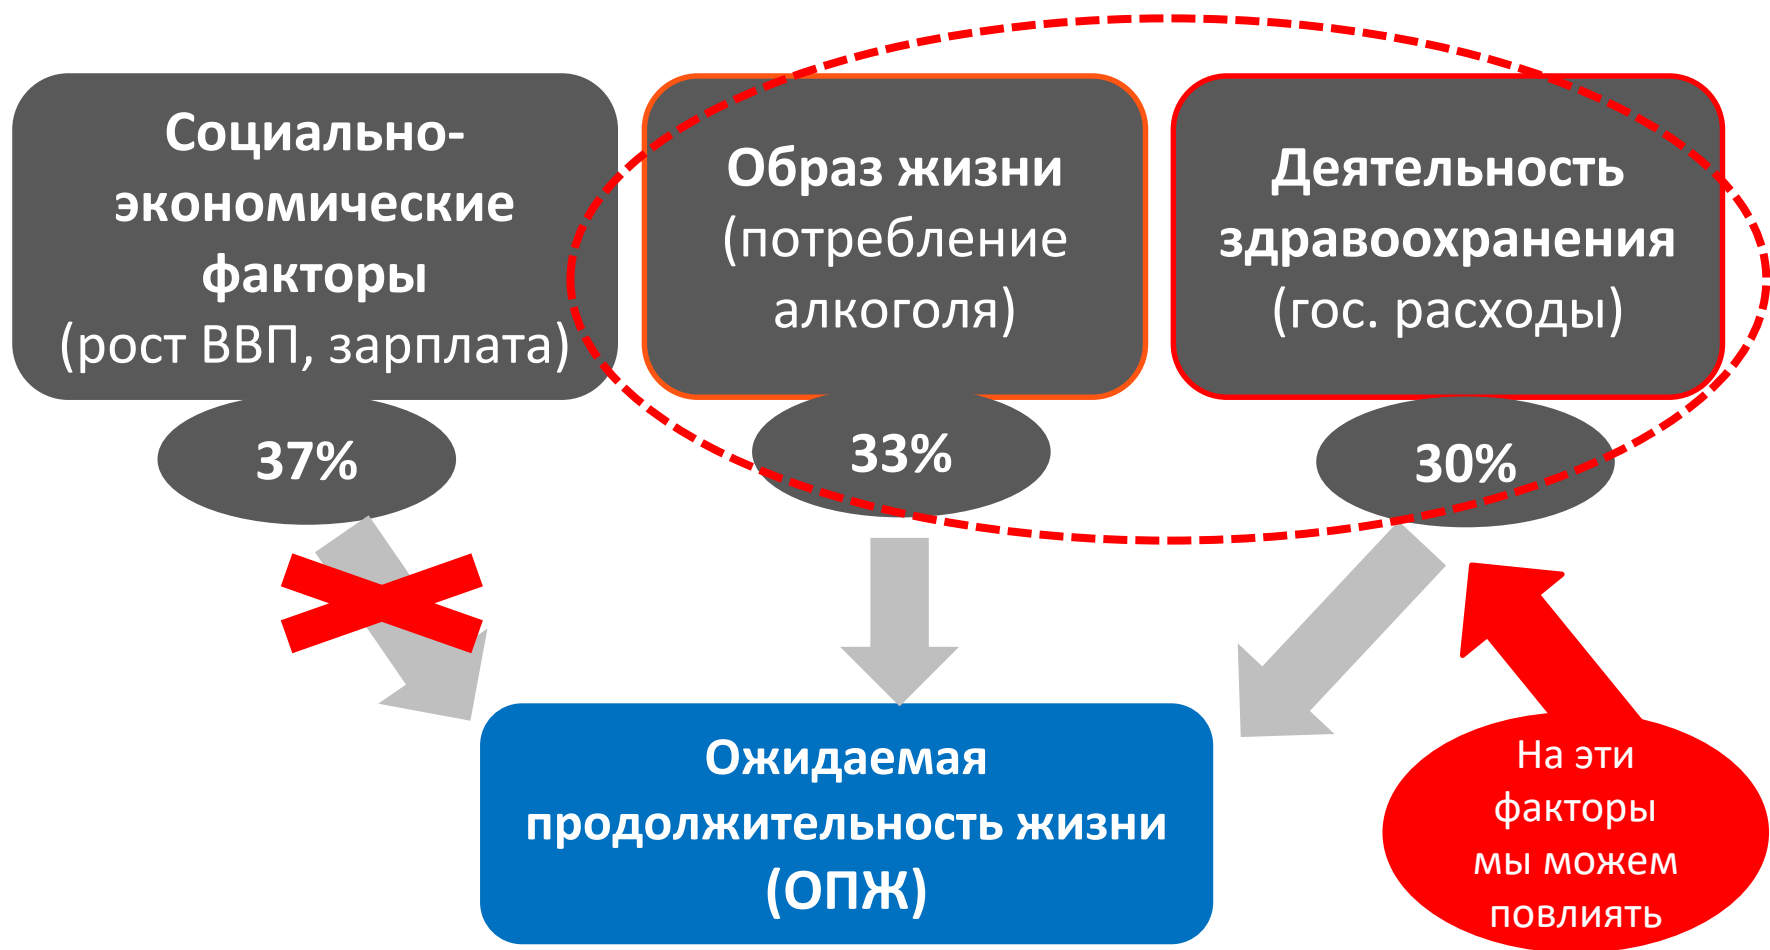 Социально-
экономические
факторы
(рост ВВП, зарплата)
37%
Образ жизни
(потребление
алкоголя)
33%
Деятельность
здравоохранения
(гос. расходы)
30%
Ожидаемая
продолжительность жизни
(ОПЖ)
На эти
факторы
мы можем
повлиять